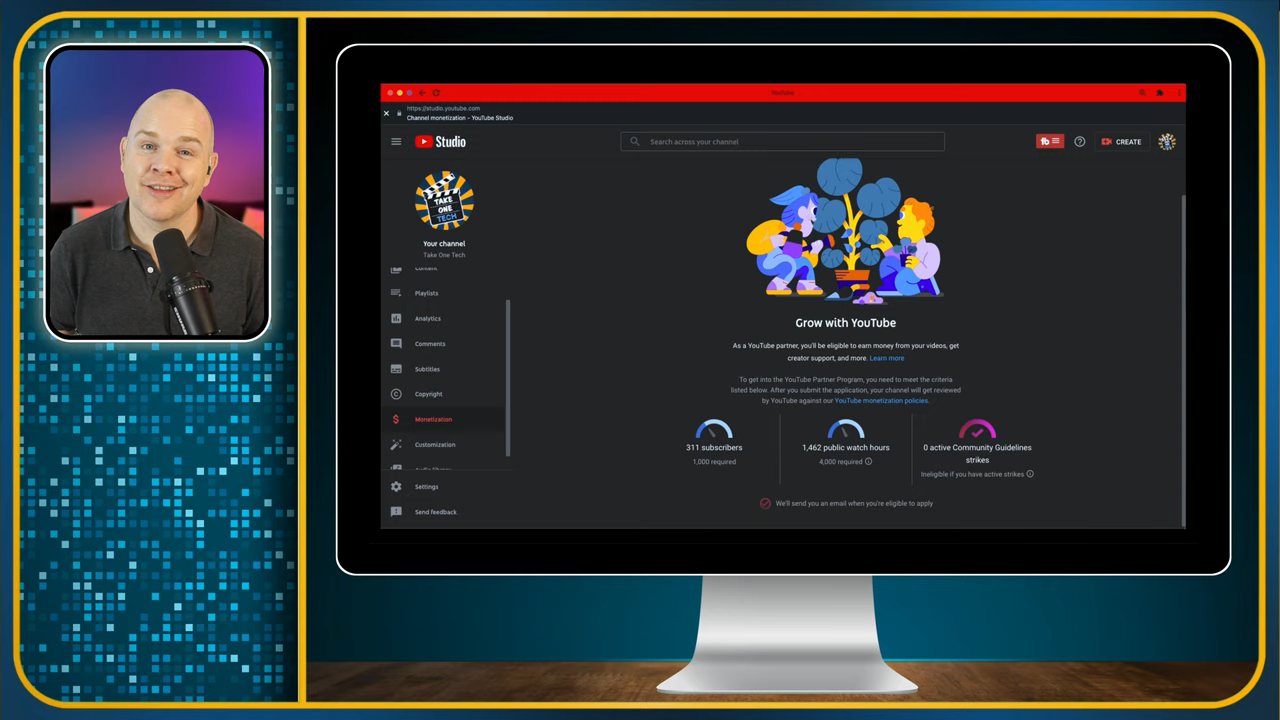 YouTube
https://studio.youtube.com
Channel monetization - YouTube Studio
Studio
Search across your channel
CREATE
TAKE
ONE
TECH
Your channel
Take One Tech
Content
Playlists
Analytics
Comments
Subtitles
Copyright
Monetization
Customization
Audio library
Settings
Send feedback
Grow with YouTube
As a YouTube partner, you'll be eligible to earn money from your videos, get
creator support, and more. Learn more
To get into the YouTube Partner Program, you need to meet the criteria
listed below. After you submit the application, your channel will get reviewed
by YouTube against our YouTube monetization policies.
311 subscribers
1,000 required
1,462 public watch hours
4,000 required
0 active Community Guidelines
strikes
Ineligible if you have active strikes
We'll send you an email when you're eligible to apply